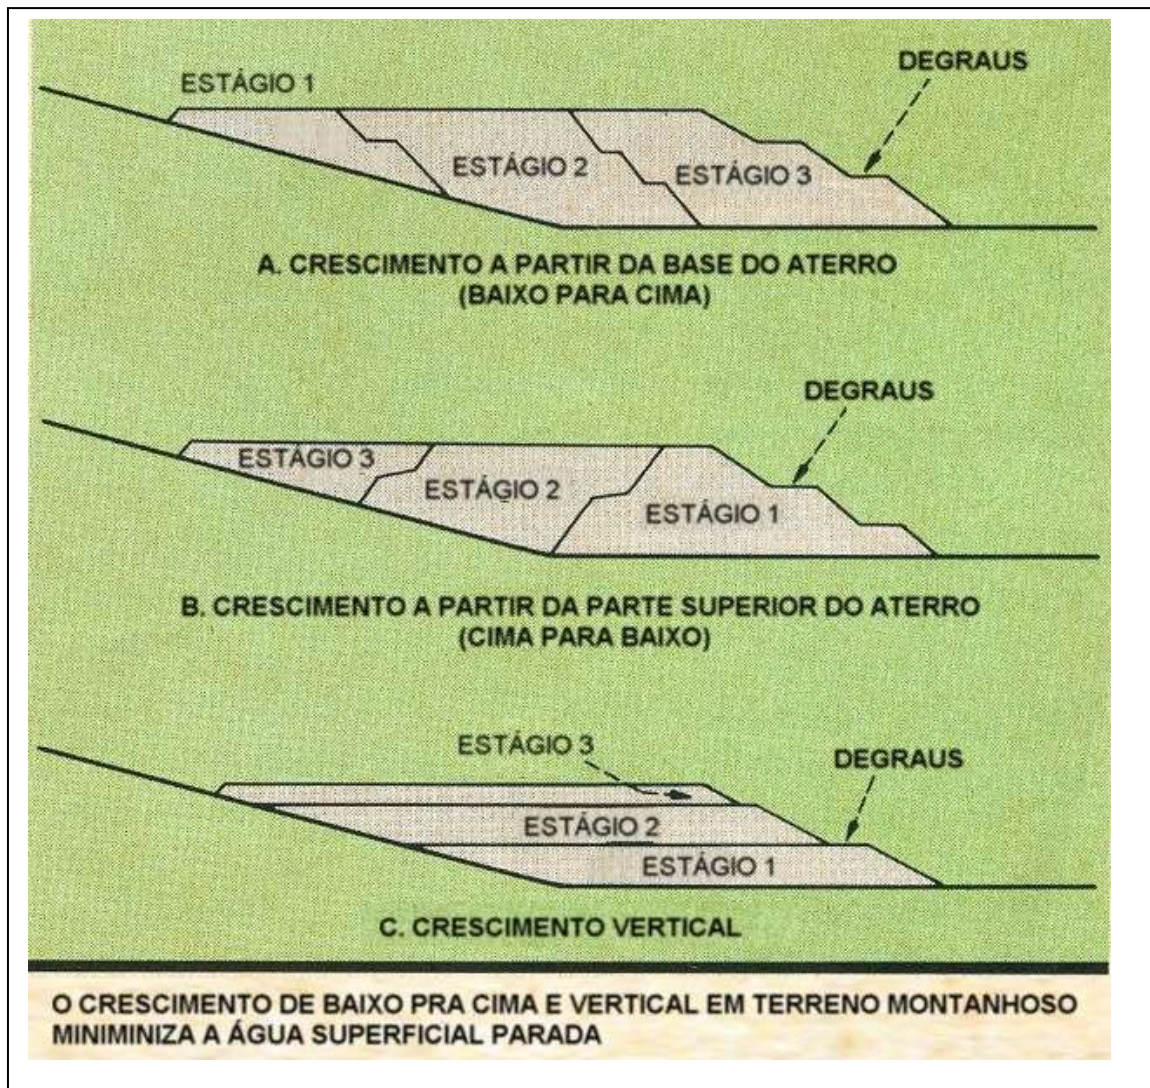 DEGRAUS
ESTÁGIO 1
ESTÁGIO 2
ESTÁGIO 3
A. CRESCIMENTO A PARTIR DA BASE DO ATERRO
(BAIXO PARA CIMA)
DEGRAUS
ESTÁGIO 3
ESTÁGIO 2
ESTÁGIO 1
B. CRESCIMENTO A PARTIR DA PARTE SUPERIOR DO ATERRO
(CIMA PARA BAIXO)
ESTÁGIO 3
DEGRAUS
ESTÁGIO 2
ESTÁGIO 1
C. CRESCIMENTO VERTICAL
O CRESCIMENTO DE BAIXO PRA CIMA E VERTICAL EM TERRENO MONTANHOSO
MINIMINIZA A ÁGUA SUPERFICIAL PARADA